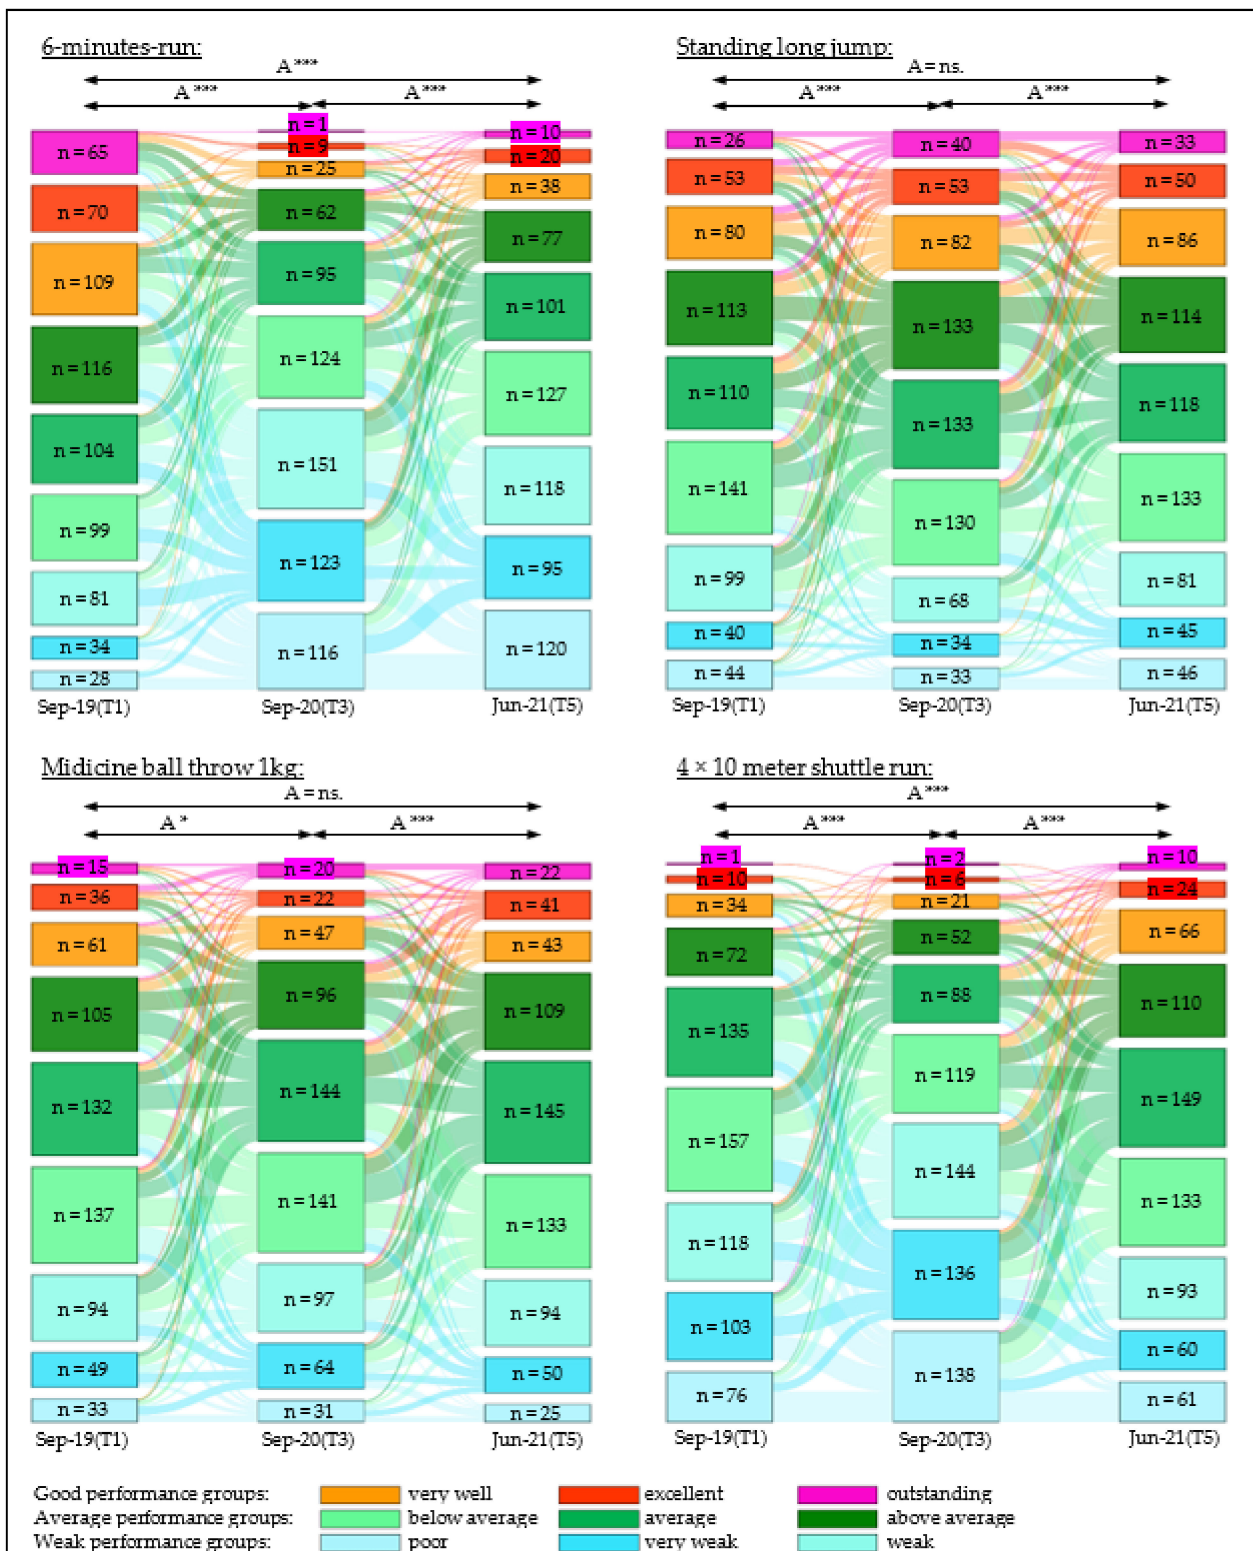 6-minutes-run:
A ***
A *** A ***
n = 65 n = 1 n = 10
n = 70 n = 9 n = 20
n = 109 n = 25 n = 38
n = 116 n = 62 n = 77
n = 104 n = 95 n = 101
n = 99 n = 124 n = 127
n = 81 n = 151 n = 118
n = 34 n = 123 n = 95
n = 28 n = 116 n = 120
Sep-19(T1) Sep-20(T3) Jun-21(T5)
Standing long jump:
A = ns.
A *** A ***
n = 26 n = 40 n = 33
n = 53 n = 53 n = 50
n = 80 n = 82 n = 86
n = 113 n = 133 n = 114
n = 110 n = 133 n = 118
n = 141 n = 130 n = 133
n = 99 n = 68 n = 81
n = 40 n = 34 n = 45
n = 44 n = 33 n = 46
Sep-19(T1) Sep-20(T3) Jun-21(T5)
Midicine ball throw 1kg:
A = ns.
A * A ***
n = 15 n = 20 n = 22
n = 36 n = 22 n = 41
n = 61 n = 47 n = 43
n = 105 n = 96 n = 109
n = 132 n = 144 n = 145
n = 137 n = 141 n = 133
n = 94 n = 97 n = 94
n = 49 n = 64 n = 50
n = 33 n = 31 n = 25
Sep-19(T1) Sep-20(T3) Jun-21(T5)
4 × 10 meter shuttle run:
A ***
A *** A ***
n = 1 n = 2 n = 10
n = 10 n = 6 n = 24
n = 34 n = 21 n = 66
n = 72 n = 52 n = 110
n = 135 n = 88 n = 149
n = 157 n = 119 n = 133
n = 118 n = 144 n = 93
n = 103 n = 136 n = 60
n = 76 n = 138 n = 61
Sep-19(T1) Sep-20(T3) Jun-21(T5)
Good performance groups: very well excellent outstanding
Average performance groups: below average average above average
Weak performance groups: poor very weak weak